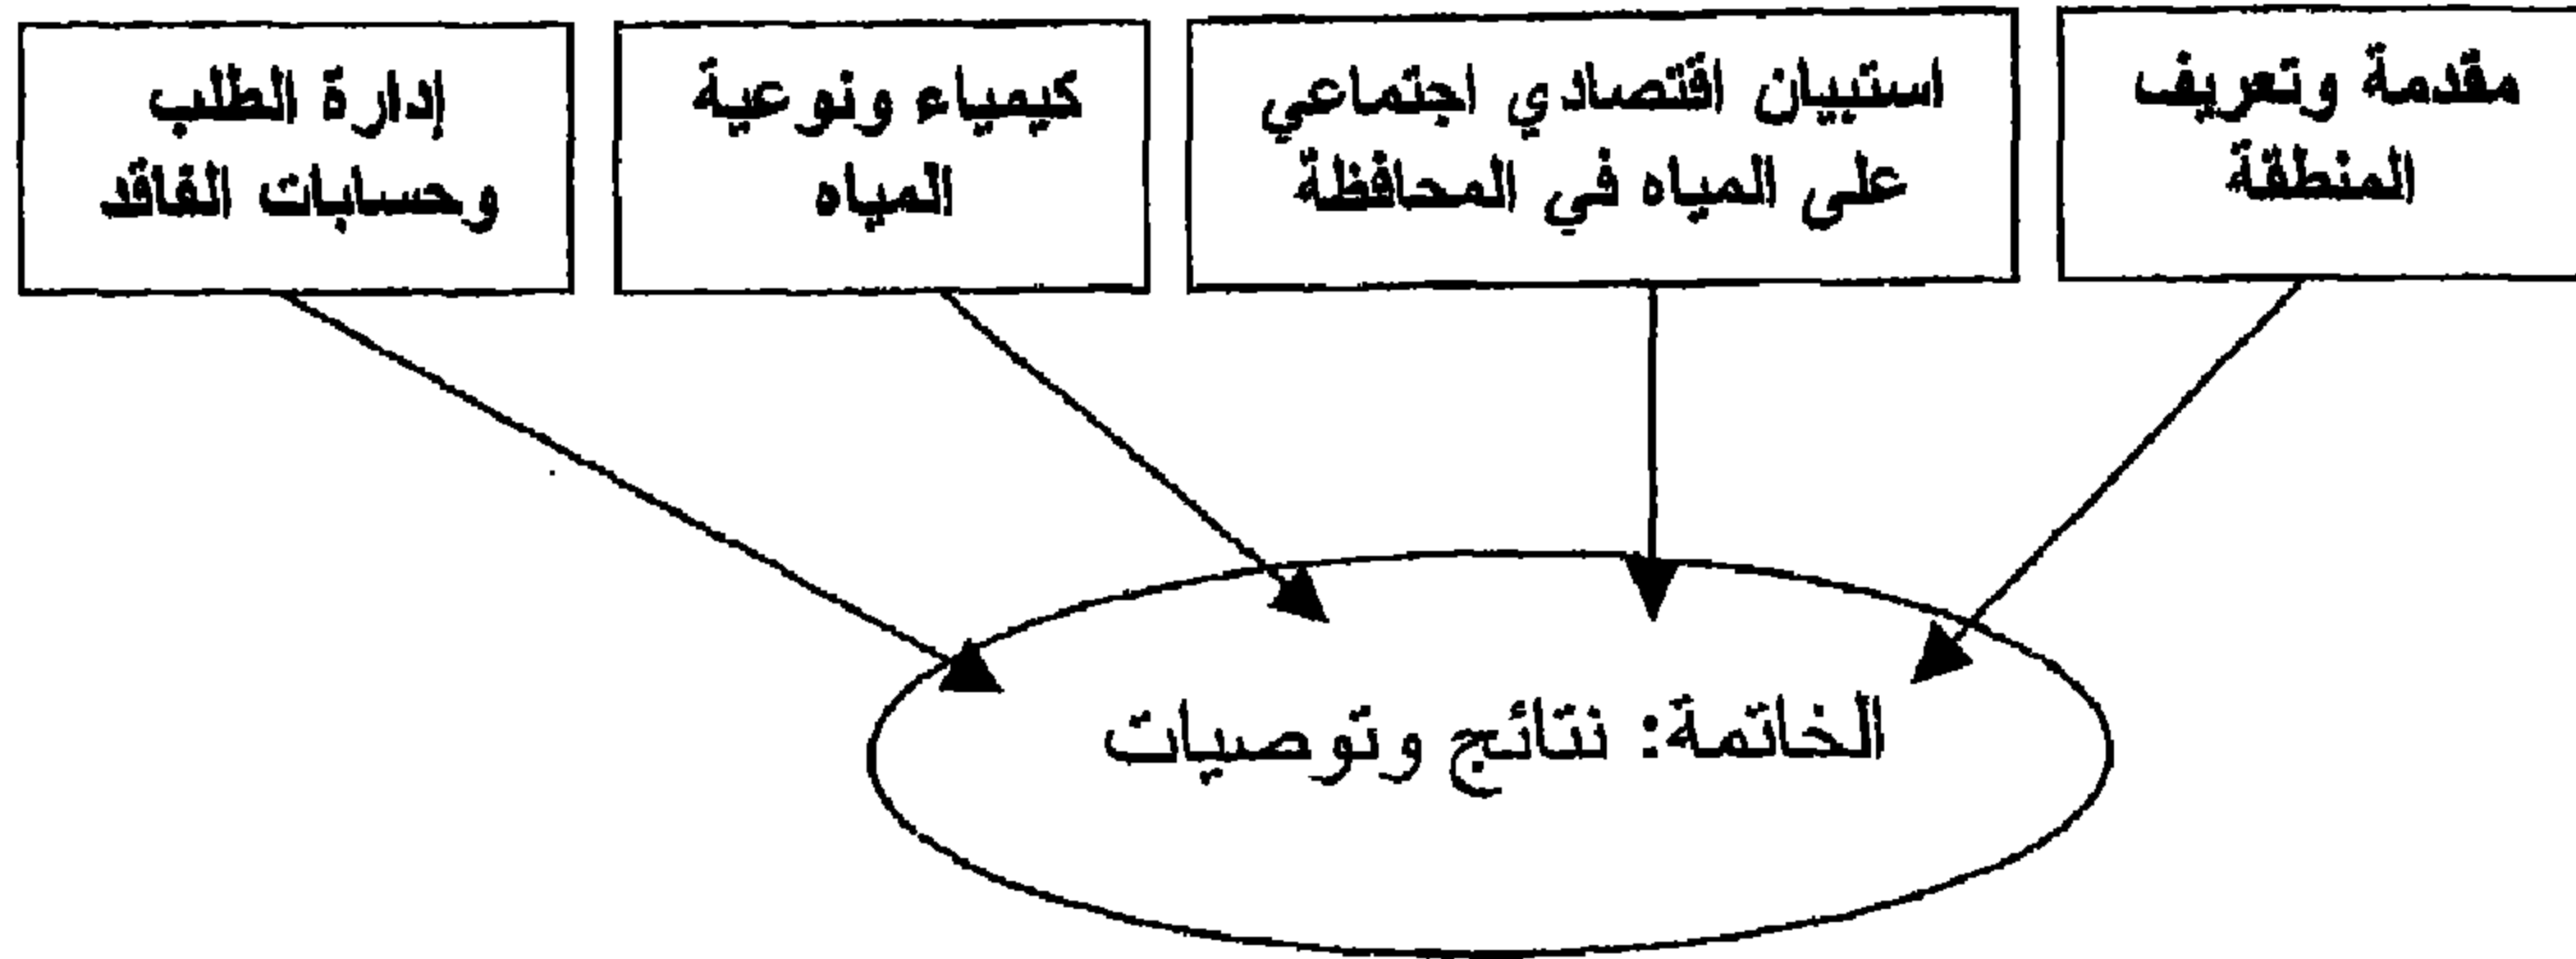 مقدمة وتعريف
المنطقة
استبيان اقتصادي اجتماعي
على المياه في المحافظة
كيمياء ونوعية
المياه
إدارة الطلب
وحسابات الفاقد
الخاتمة: نتائج وتوصيات